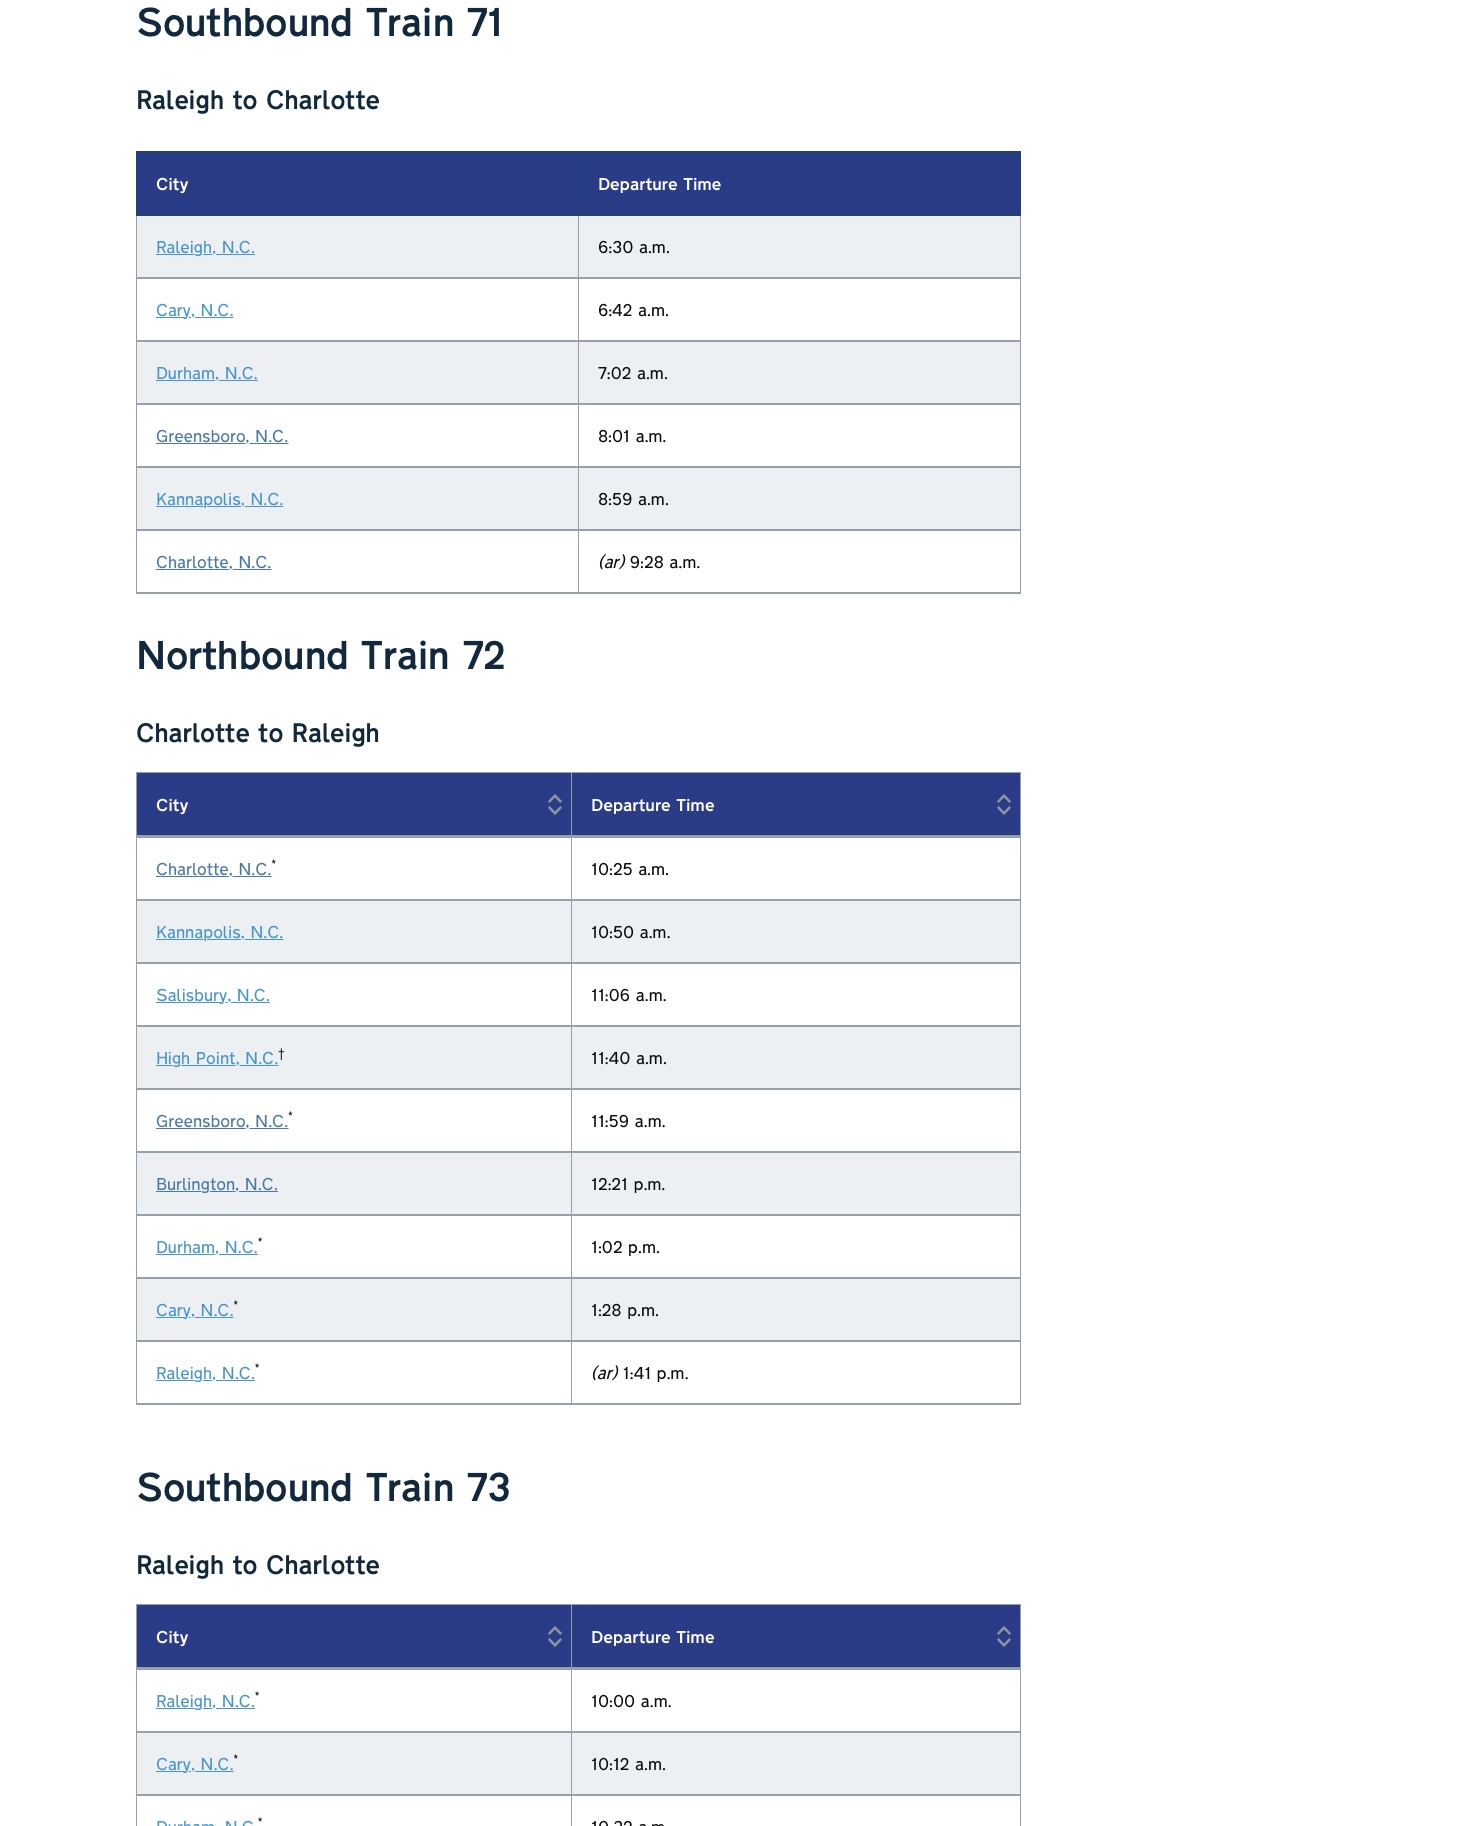 Southbound Train 71
Raleigh to Charlotte
City Departure Time
Raleigh, N.C. 6:30 a.m.
Cary, N.C. 6:42 a.m.
Durham, N.C. 7:02 a.m.
Greensboro, N.C. 8:01 a.m.
Kannapolis, N.C. 8:59 a.m.
Charlotte, N.C. (ar) 9:28 a.m.
Northbound Train 72
Charlotte to Raleigh
City Departure Time
Charlotte, N.C.* 10:25 a.m.
Kannapolis, N.C. 10:50 a.m.
Salisbury, N.C. 11:06 a.m.
High Point, N.C.† 11:40 a.m.
Greensboro, N.C.* 11:59 a.m.
Burlington, N.C. 12:21 p.m.
Durham, N.C.* 1:02 p.m.
Cary, N.C.* 1:28 p.m.
Raleigh, N.C.* (ar) 1:41 p.m.
Southbound Train 73
Raleigh to Charlotte
City Departure Time
Raleigh, N.C.* 10:00 a.m.
Cary, N.C.* 10:12 a.m.
Durham, N.C.* 10:32 a.m.